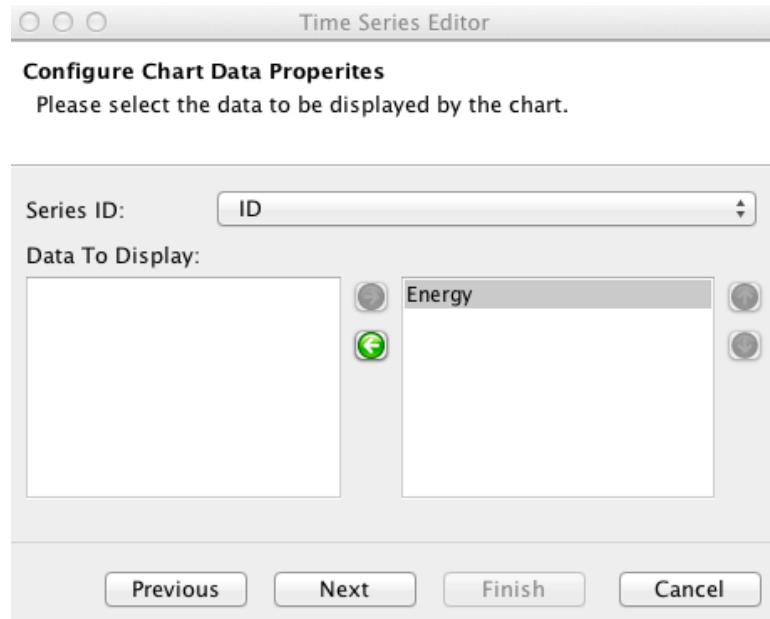 Time Series Editor
Configure Chart Data Properites
Please select the data to be displayed by the chart.
Series ID:
ID
Data To Display:
Energy
Previous
Next
Finish
Cancel